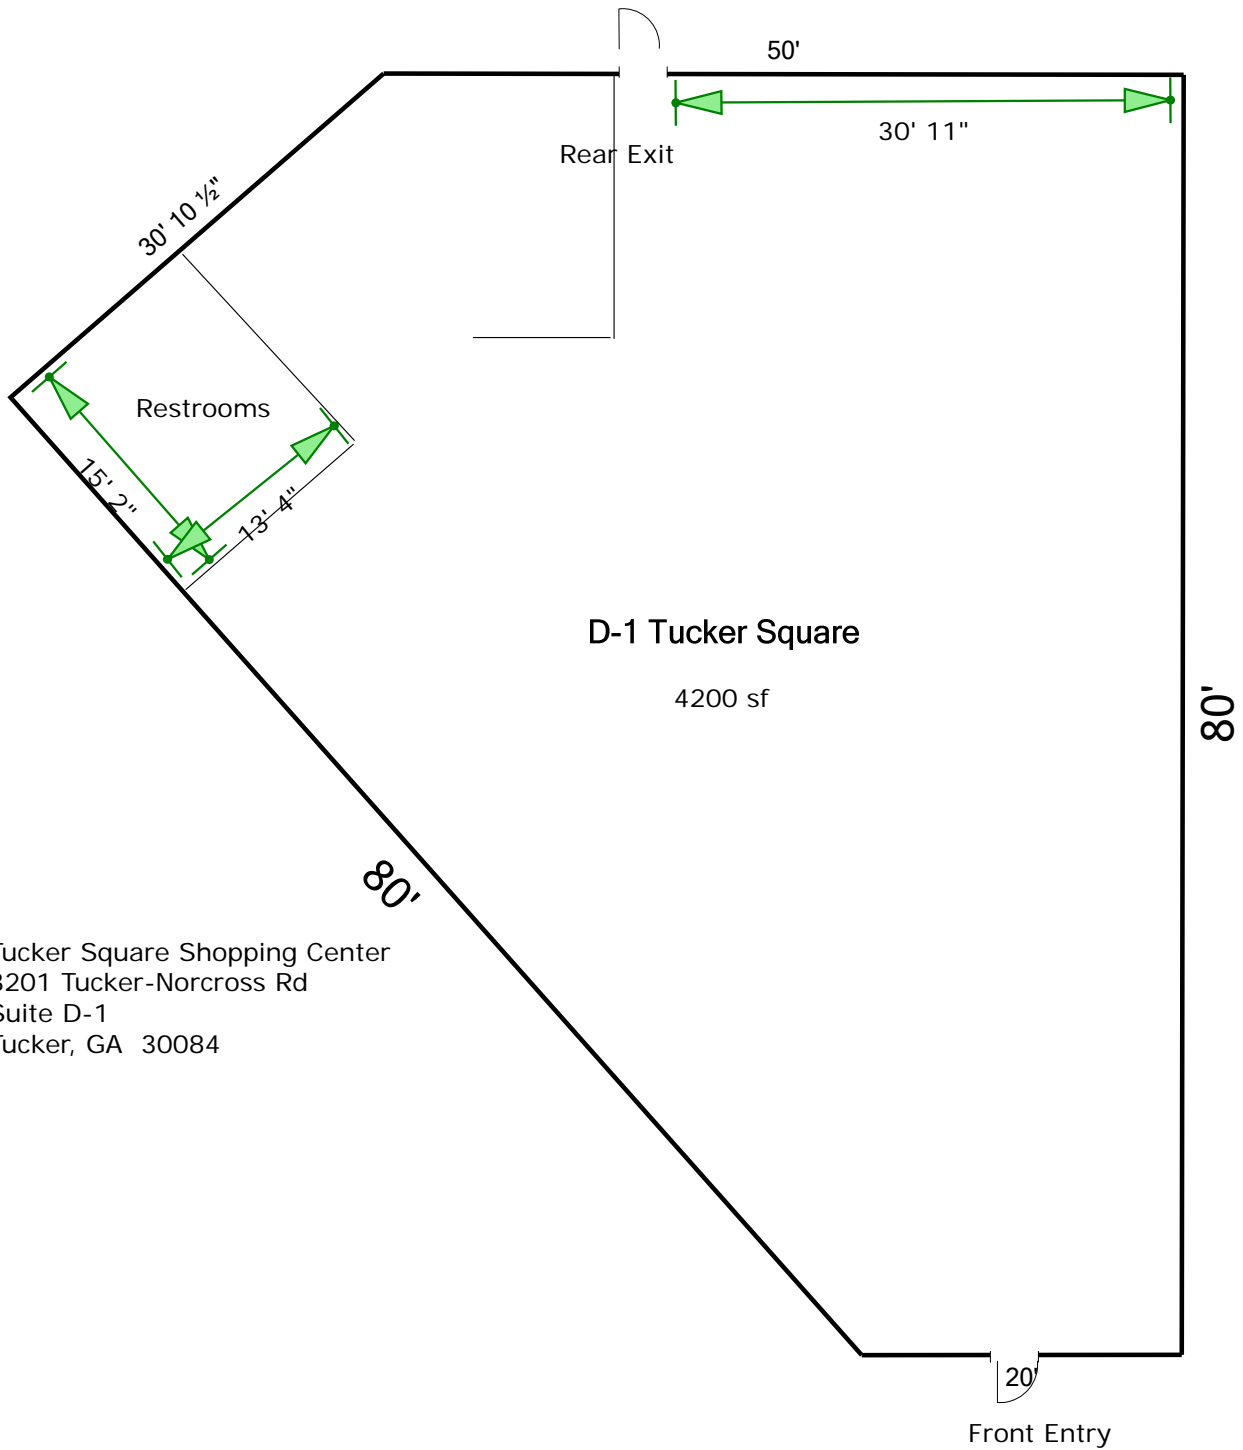 50'
30' 11"
Rear Exit
30' 10 ½"
Restrooms
15' 2"
13' 4"
D-1 Tucker Square
4200 sf
80'
80'
Tucker Square Shopping Center
3201 Tucker-Norcross Rd
Suite D-1
Tucker, GA  30084
20'
Front Entry